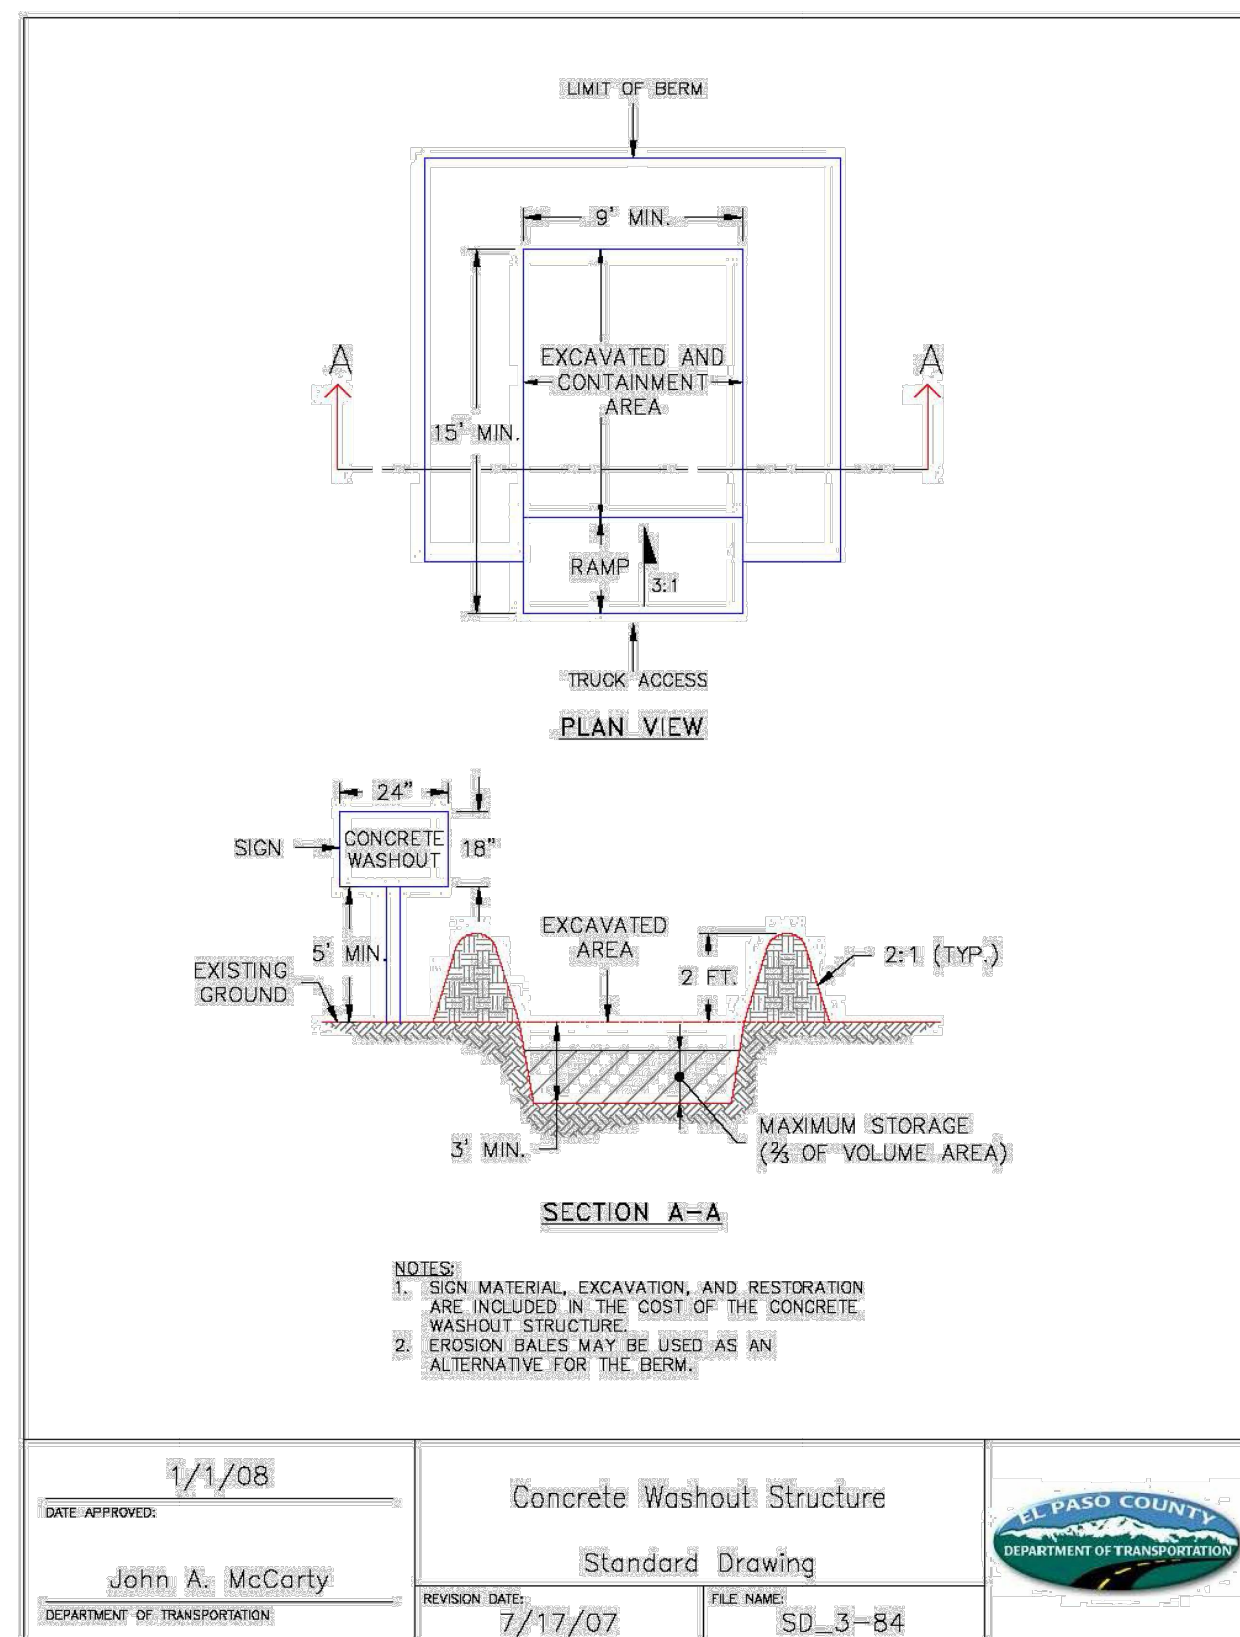 LIMIT OF BERM
9' MIN.
A
A
EXCAVATED AND
CONTAINMENT
AREA
15' MIN.
RAMP
3:1
TRUCK ACCESS
PLAN VIEW
24"
SIGN
CONCRETE
WASHOUT
18"
5' MIN.
EXISTING
GROUND
EXCAVATED
AREA
2 FT.
2:1 (TYP.)
3' MIN.
MAXIMUM STORAGE
(⅔ OF VOLUME AREA)
SECTION A-A
NOTES:
1. SIGN MATERIAL, EXCAVATION, AND RESTORATION
ARE INCLUDED IN THE COST OF THE CONCRETE
WASHOUT STRUCTURE.
2. EROSION BALES MAY BE USED AS AN
ALTERNATIVE FOR THE BERM.
1/1/08
DATE APPROVED:
John A. McCarty
DEPARTMENT OF TRANSPORTATION
Concrete Washout Structure
Standard Drawing
REVISION DATE:
7/17/07
FILE NAME:
SD_3-84
EL PASO COUNTY
DEPARTMENT OF TRANSPORTATION